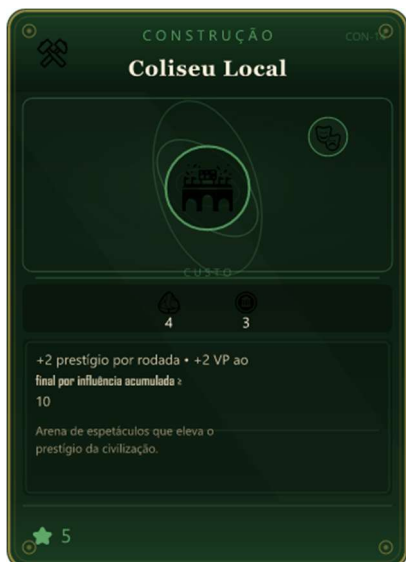 CONSTRUÇÃO
Coliseu Local
CUSTO
4 3
+2 prestígio por rodada • +2 VP ao
final por influência acumulada ≥
10
Arena de espetáculos que eleva o
prestígio da civilização.
5